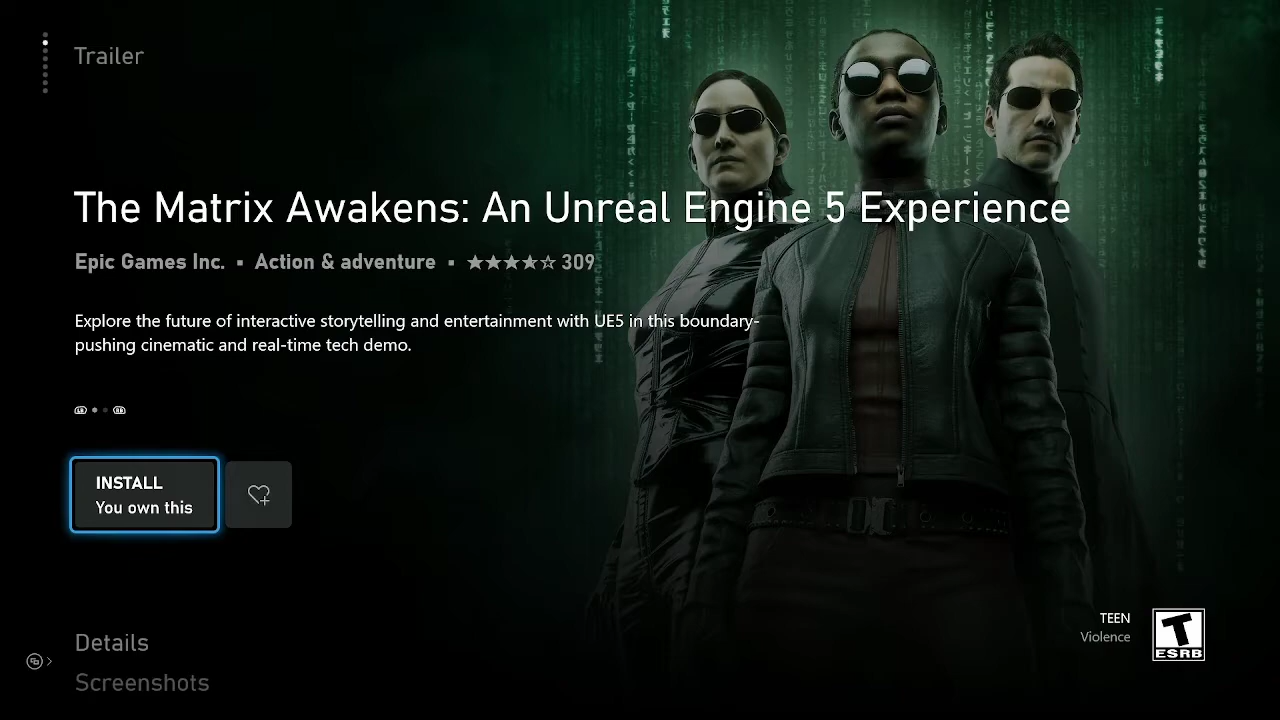 Trailer
The Matrix Awakens: An Unreal Engine 5 Experience
Epic Games Inc. ▪ Action & adventure ▪ ★★★★☆ 309
Explore the future of interactive storytelling and entertainment with UE5 in this boundary-
pushing cinematic and real-time tech demo.
INSTALL
You own this
TEEN
Violence
T
ESRB
Details
Screenshots